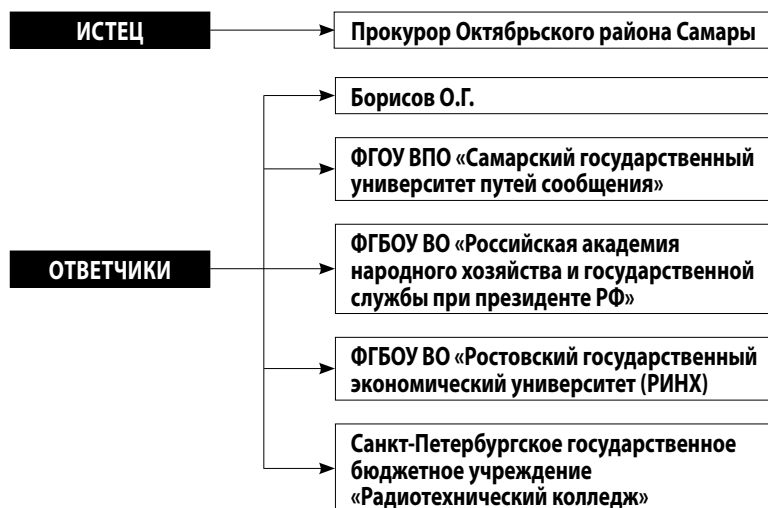 ИСТЕЦ
Прокурор Октябрьского района Самары
ОТВЕТЧИКИ
Борисов О.Г.
ФГОУ ВПО «Самарский государственный
университет путей сообщения»
ФГБОУ ВО «Российская академия
народного хозяйства и государственной
службы при президенте РФ»
ФГБОУ ВО «Ростовский государственный
экономический университет (РИНХ)
Санкт-Петербургское государственное
бюджетное учреждение
«Радиотехнический колледж»